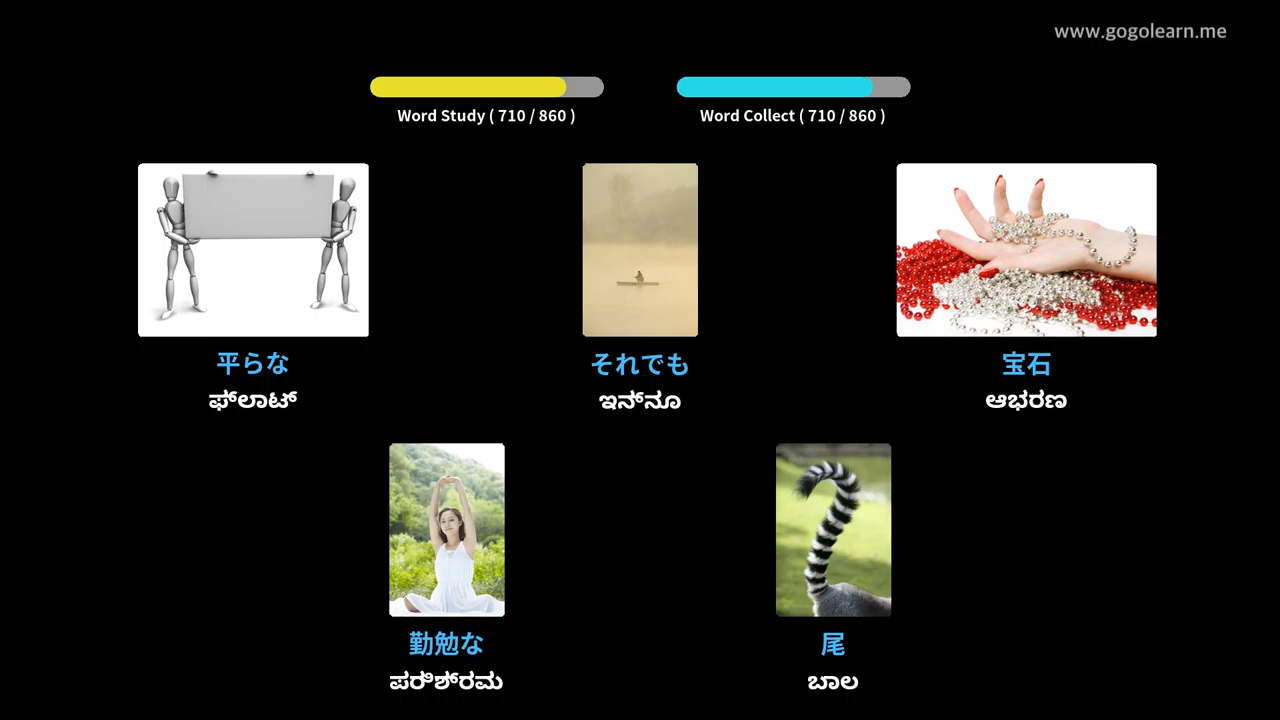 www.gogolearn.me
Word Study ( 710 / 860 )
Word Collect ( 710 / 860 )
平らな
ಫ್ಲಾಟ್
それでも
ಇನ್ನೂ
宝石
ಆಭರಣ
勤勉な
ಪರಿಶ್ರಮ
尾
ಬಾಲ